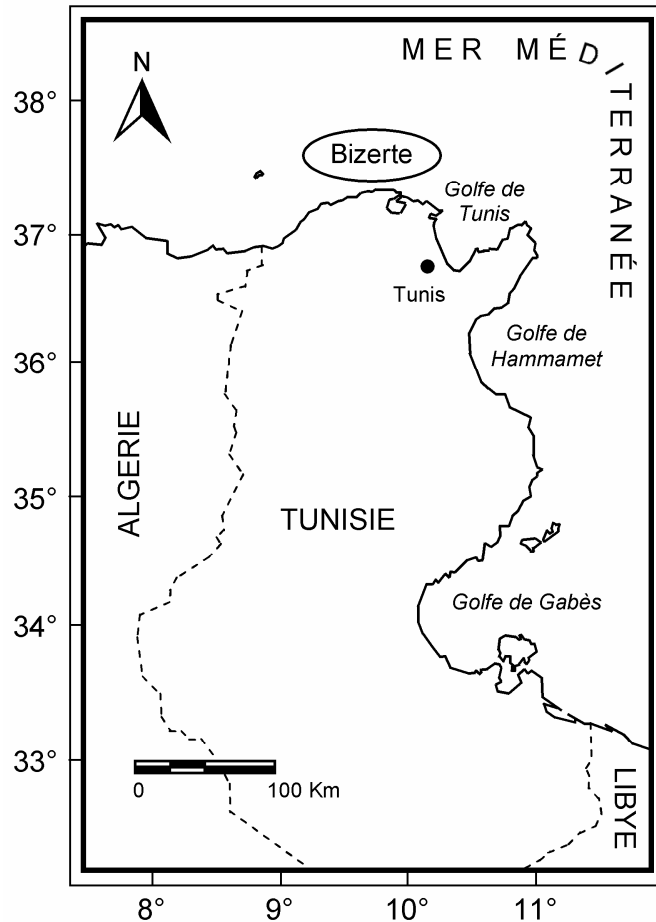 MER MÉDITERRANÉE
N
38°
Bizerte
Golfe de
Tunis
37°
Tunis
Golfe de
Hammamet
36°
ALGERIE
35°
TUNISIE
Golfe de Gabès
34°
33°
0 100 Km
LIBYE
8° 9° 10° 11°